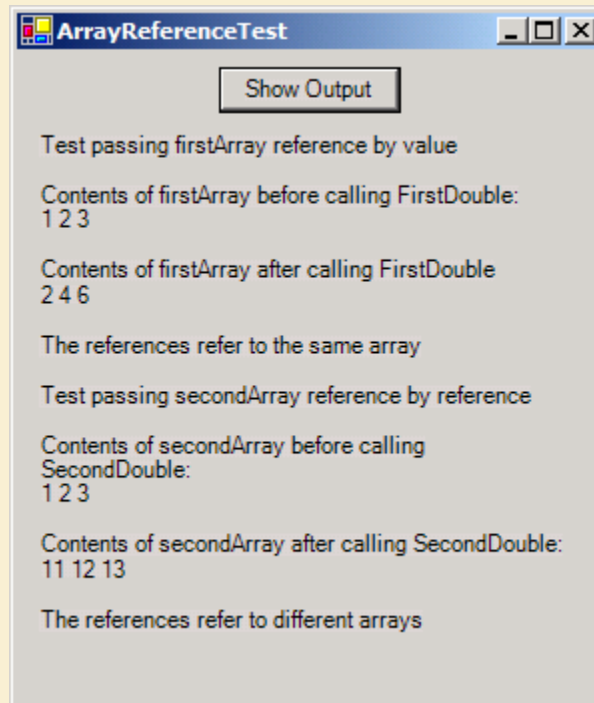 ArrayReferenceTest
Show Output
Test passing firstArray reference by value
Contents of firstArray before calling FirstDouble:
1 2 3
Contents of firstArray after calling FirstDouble
2 4 6
The references refer to the same array
Test passing secondArray reference by reference
Contents of secondArray before calling
SecondDouble:
1 2 3
Contents of secondArray after calling SecondDouble:
11 12 13
The references refer to different arrays